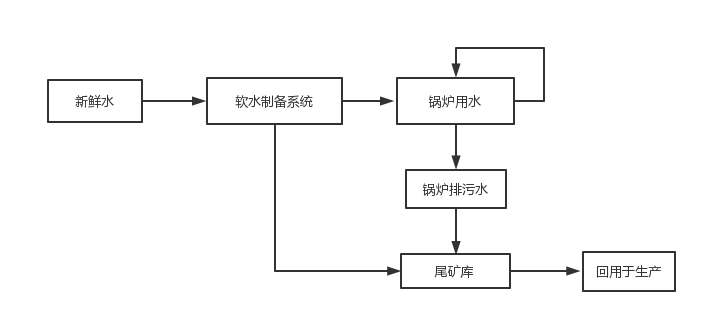 新鲜水
软水制备系统
锅炉用水
锅炉排污水
尾矿库
回用于生产